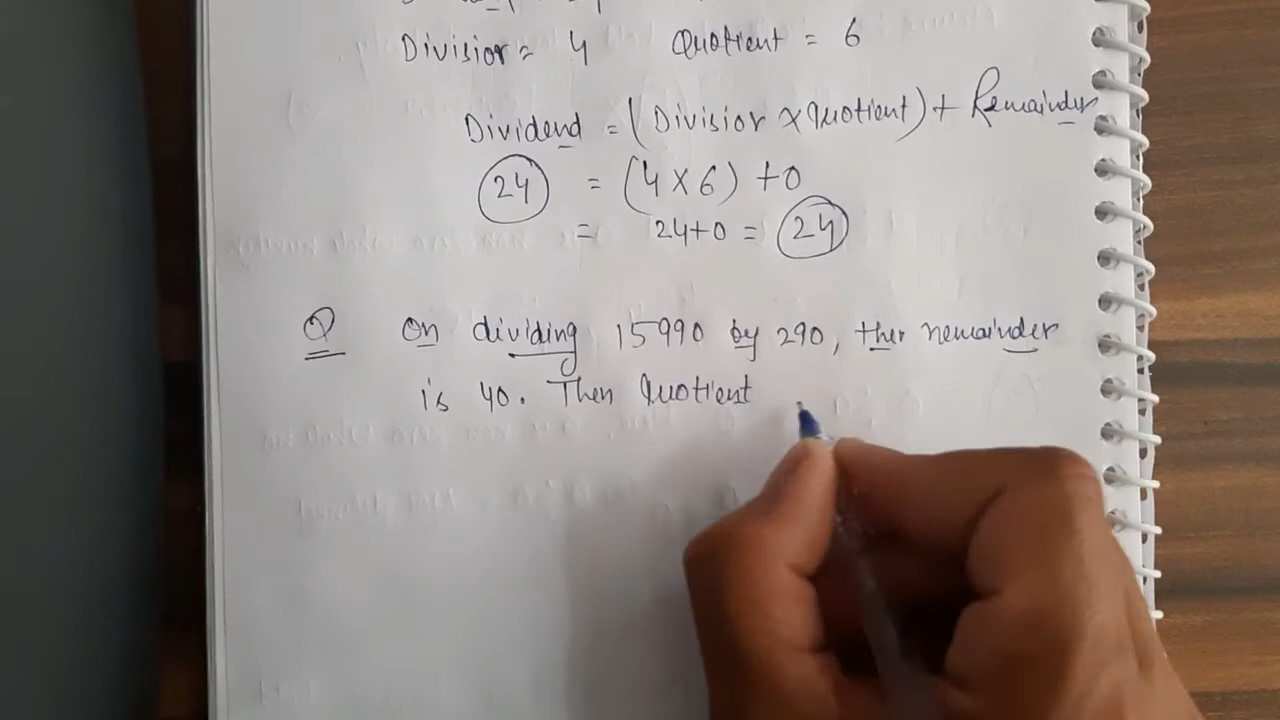 Divisior = 4 Quotient = 6
Dividend = (Divisior × Quotient) + Remainder
24 = (4 × 6) + 0
= 24+0 = 24
Q On dividing 15990 by 290, ther remainder
is 40. Then Quotient